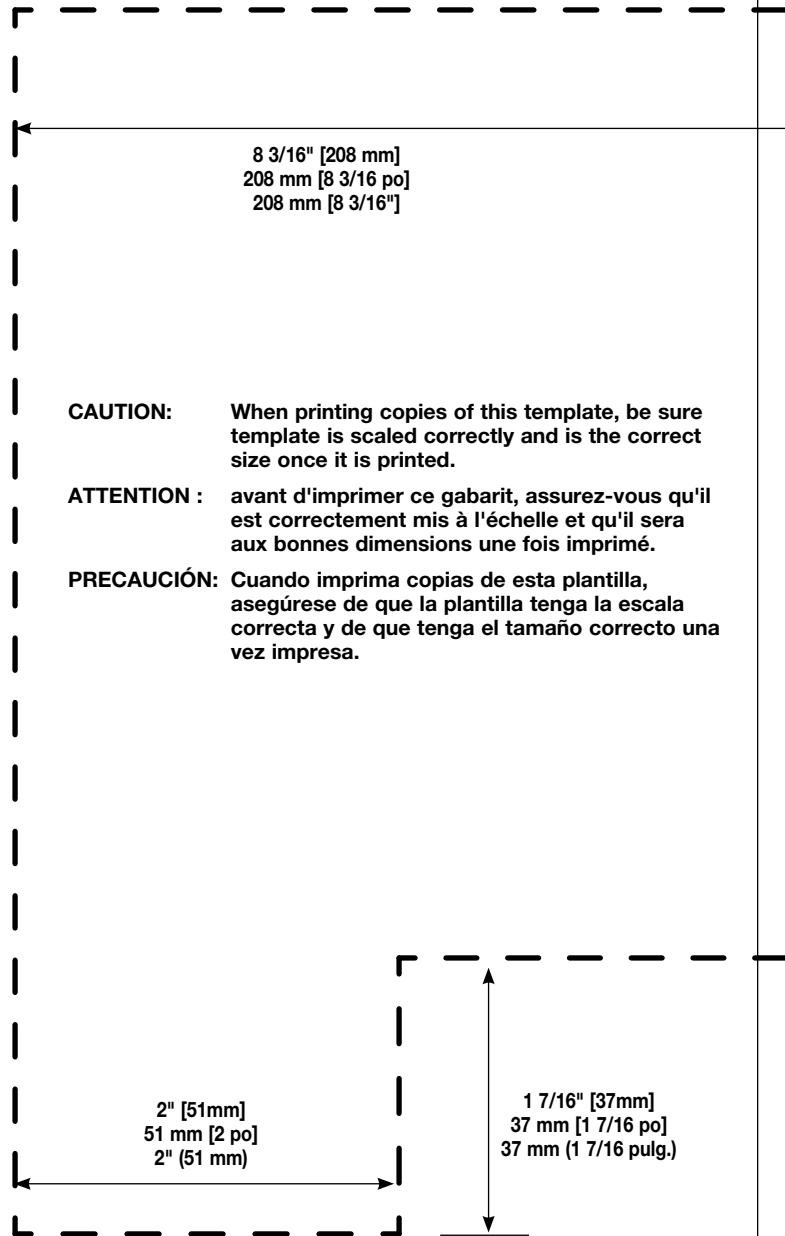 8 3/16" [208 mm]
208 mm [8 3/16 po]
208 mm [8 3/16"]
CAUTION: When printing copies of this template, be sure
template is scaled correctly and is the correct
size once it is printed.
ATTENTION : avant d'imprimer ce gabarit, assurez-vous qu'il
est correctement mis à l'échelle et qu'il sera
aux bonnes dimensions une fois imprimé.
PRECAUCIÓN: Cuando imprima copias de esta plantilla,
asegúrese de que la plantilla tenga la escala
correcta y de que tenga el tamaño correcto una
vez impresa.
2" [51mm]
51 mm [2 po]
2" (51 mm)
1 7/16" [37mm]
37 mm [1 7/16 po]
37 mm (1 7/16 pulg.)